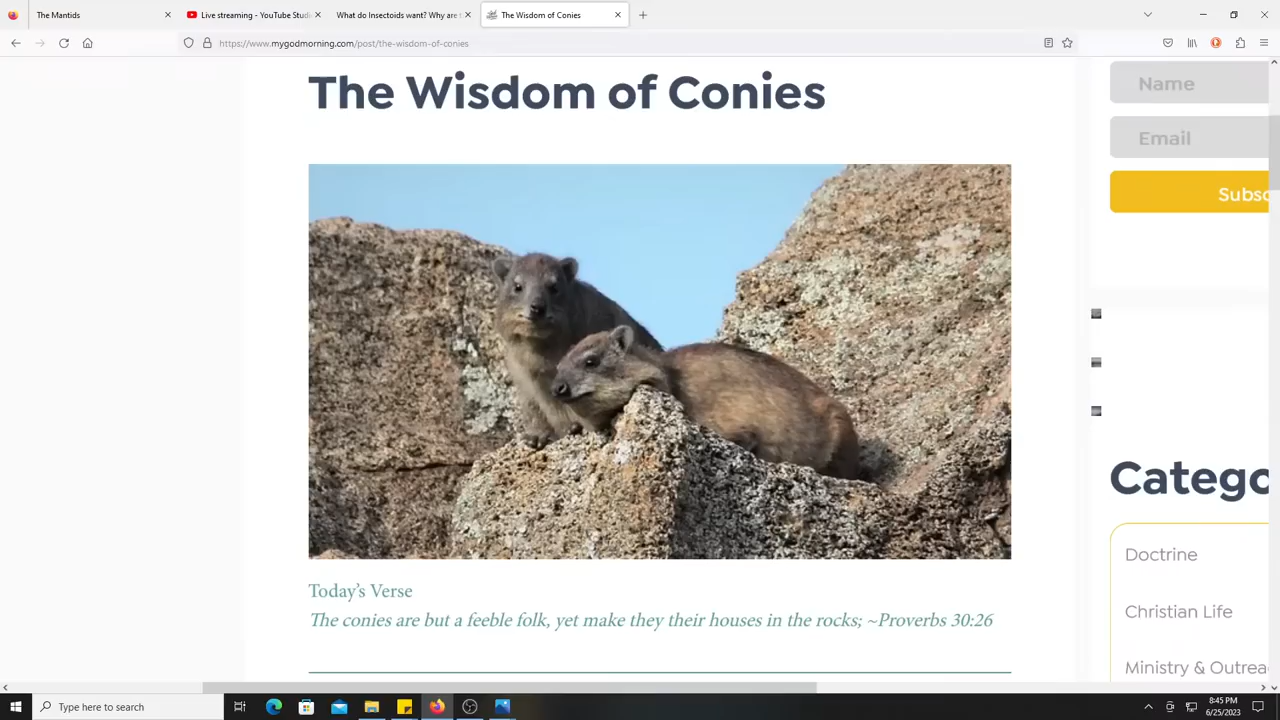 The Mantids
Live streaming - YouTube Stud
What do Insectoids want? Why are t
The Wisdom of Conies
https://www.mygodmorning.com/post/the-wisdom-of-conies
The Wisdom of Conies
Name
Email
Subsc
Today's Verse
The conies are but a feeble folk, yet make they their houses in the rocks; ~Proverbs 30:26
Catego
Doctrine
Christian Life
Ministry & Outrea
Type here to search
8:45 PM
6/25/2023